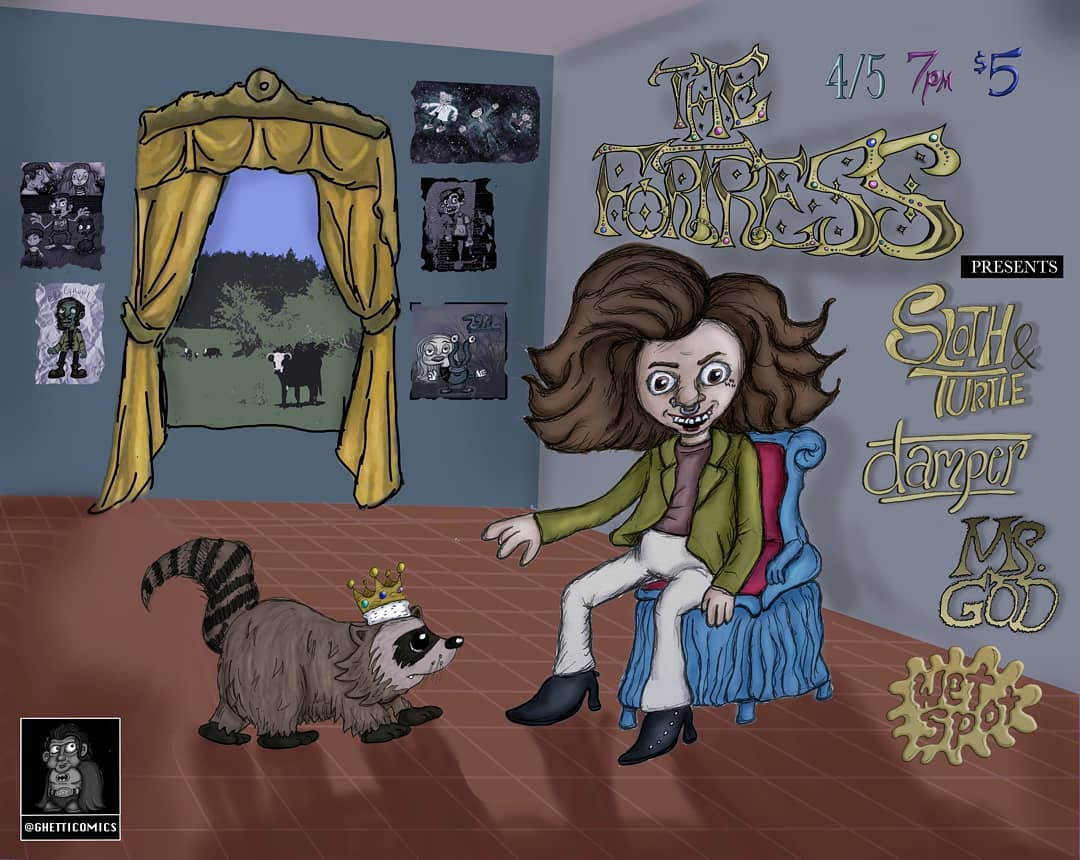 THE
FORTRESS
4/5 7PM $5
PRESENTS
SLOTH &
TURTLE
damper
MS.
GOD
wet
spot
@GHETTICOMICS